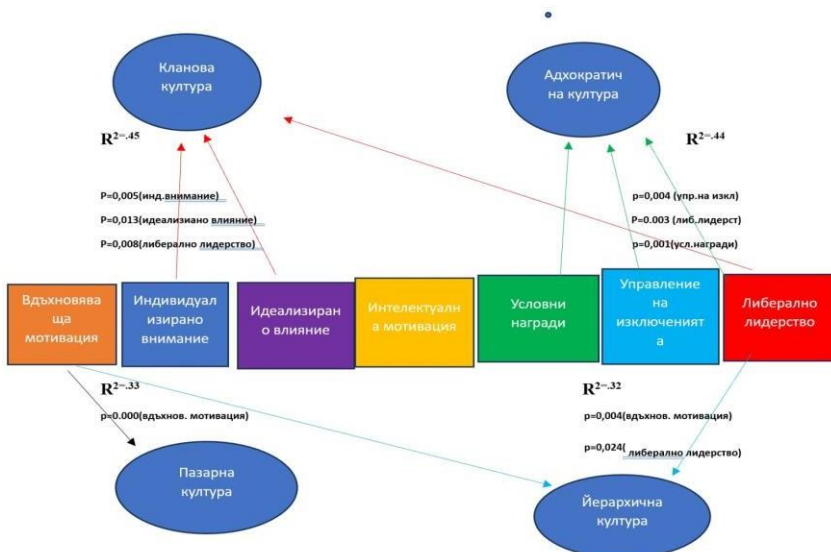 Кланова
култура
Адхократич
на култура
R²⁼.45
R²⁼.44
P=0,005(инд.внимание)
P=0,013(идеализиано влияние)
P=0,008(либерално лидерство)
p=0,004 (упр.на изкл)
P=0.003 (либ.лидерст)
p=0,001(усл.награди)
Вдъхновява
ща
мотивация
Индивидуал
изирано
внимание
Идеализиран
о влияние
Интелектуалн
а мотивация
Условни
награди
Управление
на
изключеният
а
Либерално
лидерство
R²⁼.33
p=0.000(вдъхнов. мотивация)
R²⁼.32
p=0,004(вдъхнов. мотивация)
p=0,024( либерално лидерство)
Пазарна
култура
Йерархична
култура